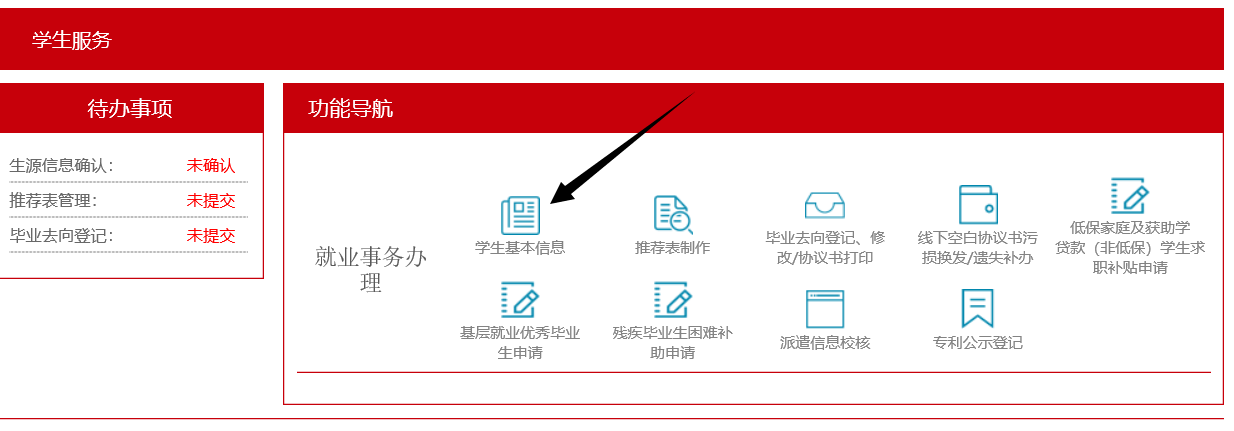 学生服务
待办事项
生源信息确认： 未确认
推荐表管理： 未提交
毕业去向登记： 未提交
功能导航
就业事务办
理
学生基本信息
推荐表制作
毕业去向登记、修
改/协议书打印
线下空白协议书污
损换发/遗失补办
低保家庭及获助学
贷款（非低保）学生求
职补贴申请
基层就业优秀毕业
生申请
残疾毕业生困难补
助申请
派遣信息校核
专利公示登记